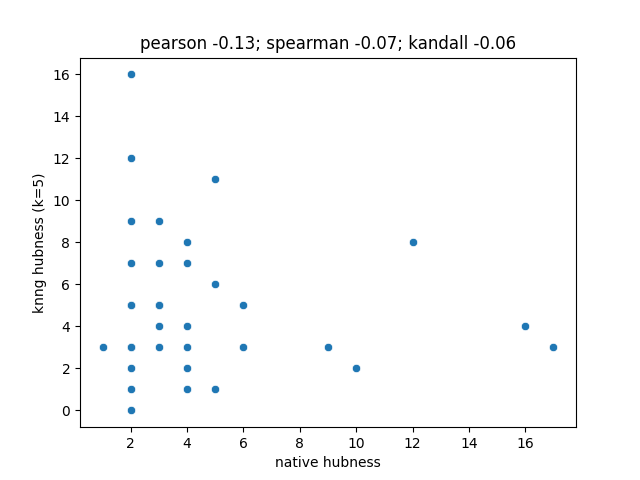 pearson -0.13; spearman -0.07; kandall -0.06
16
14
12
10
8
6
4
2
0
knng hubness (k=5)
2 4 6 8 10 12 14 16
native hubness